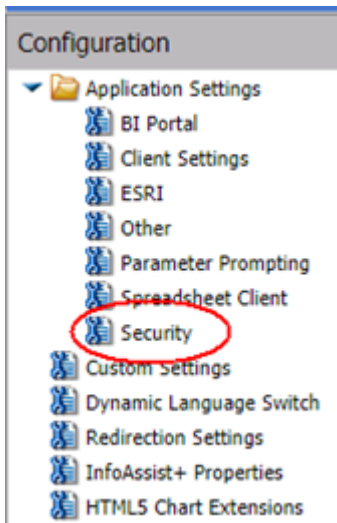 Configuration
Application Settings
BI Portal
Client Settings
ESRI
Other
Parameter Prompting
Spreadsheet Client
Security
Custom Settings
Dynamic Language Switch
Redirection Settings
InfoAssist+ Properties
HTML5 Chart Extensions